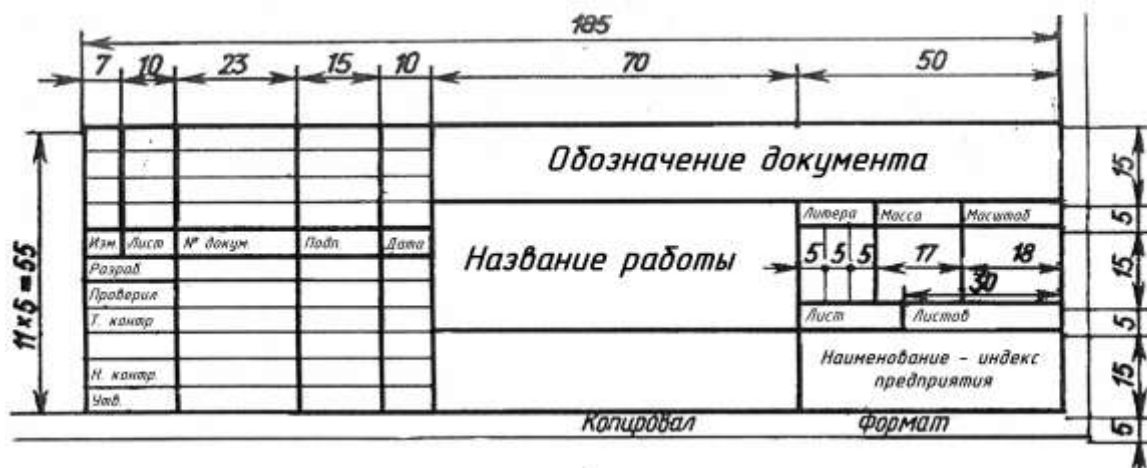 185
7 10 23 15 10 70 50
Обозначение документа
15
Литера Масса Масштаб
5
Изм. Лист № докум. Подп. Дата
Название работы
5 5 5 17 18
15
Разраб.
30
Проверил
11x5=55
Т. контр
Лист Листов
5
Наименование - индекс
предприятия
15
Н. контр.
Утв.
Копировал формат
5